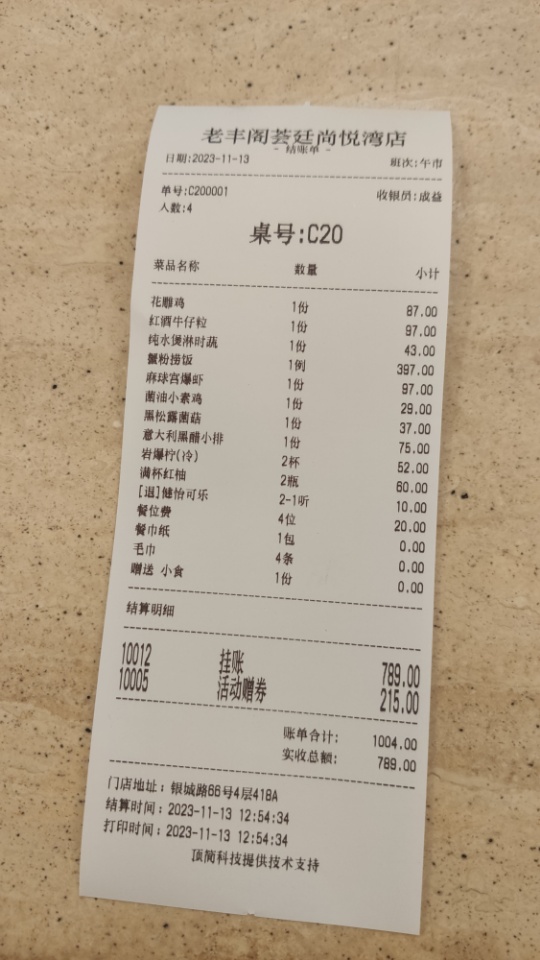 老丰阁荟廷尚悦湾店
- 结账单 -
日期:2023-11-13 班次:午市
单号:C200001 收银员:成益
人数:4
桌号:C20
菜品名称 数量 小计
花雕鸡 1份 87.00
红酒牛仔粒 1份 97.00
纯水煲淋时蔬 1份 43.00
蟹粉捞饭 1例 397.00
麻球宫爆虾 1份 97.00
菌油小素鸡 1份 29.00
黑松露菌菇 1份 37.00
意大利黑醋小排 1份 75.00
岩爆柠(冷) 2杯 52.00
满杯红柚 2瓶 60.00
[退]健怡可乐 2-1听 10.00
餐位费 4位 20.00
餐巾纸 1包 0.00
毛巾 4条 0.00
赠送 小食 1份 0.00
结算明细
10012 挂账 789.00
10005 活动赠券 215.00
账单合计: 1004.00
实收总额: 789.00
门店地址: 银城路66号4层418A
结算时间: 2023-11-13 12:54:34
打印时间: 2023-11-13 12:54:34
顶简科技提供技术支持